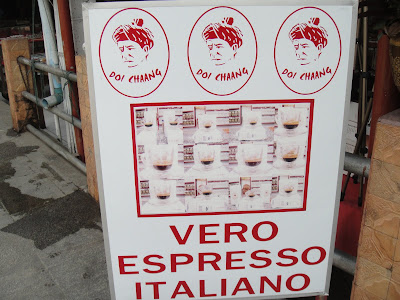 DOI CHAANG DOI CHAANG DOI CHAANG
VERO
ESPRESSO
ITALIANO